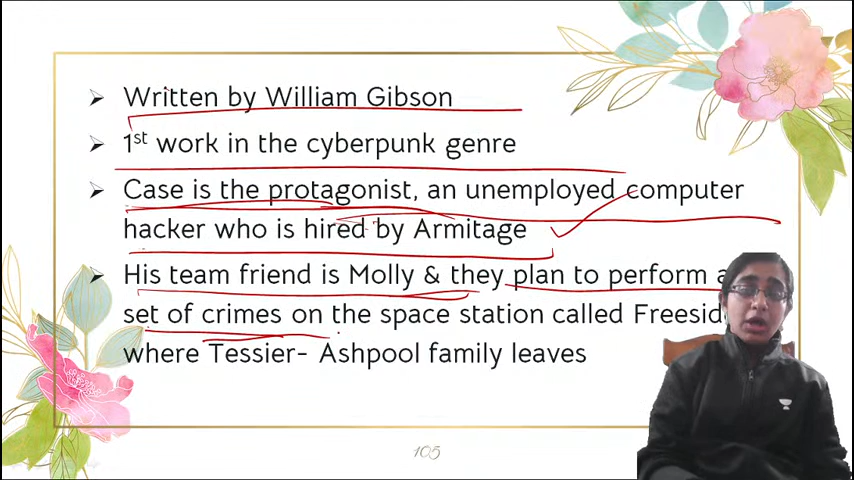 Written by William Gibson
1st work in the cyberpunk genre
Case is the protagonist, an unemployed computer
hacker who is hired by Armitage
His team friend is Molly & they plan to perform a
set of crimes on the space station called Freesid
where Tessier- Ashpool family leaves
105